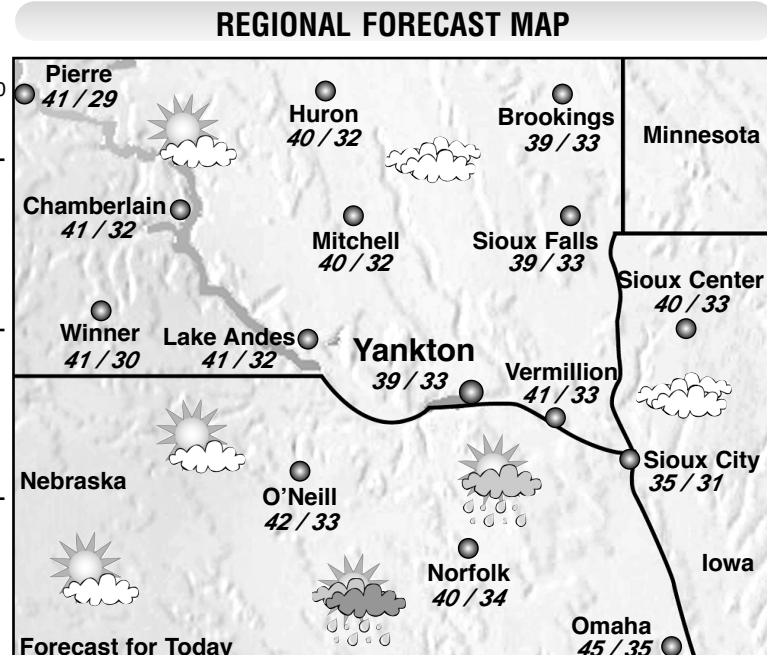 REGIONAL FORECAST MAP
Pierre
41 / 29
Huron
40 / 32
Brookings
39 / 33
Minnesota
Chamberlain
41 / 32
Mitchell
40 / 32
Sioux Falls
39 / 33
Sioux Center
40 / 33
Winner
41 / 30
Lake Andes
41 / 32
Yankton
39 / 33
Vermillion
41 / 33
Nebraska
O'Neill
42 / 33
Sioux City
35 / 31
Norfolk
40 / 34
Iowa
Omaha
45 / 35
Forecast for Today